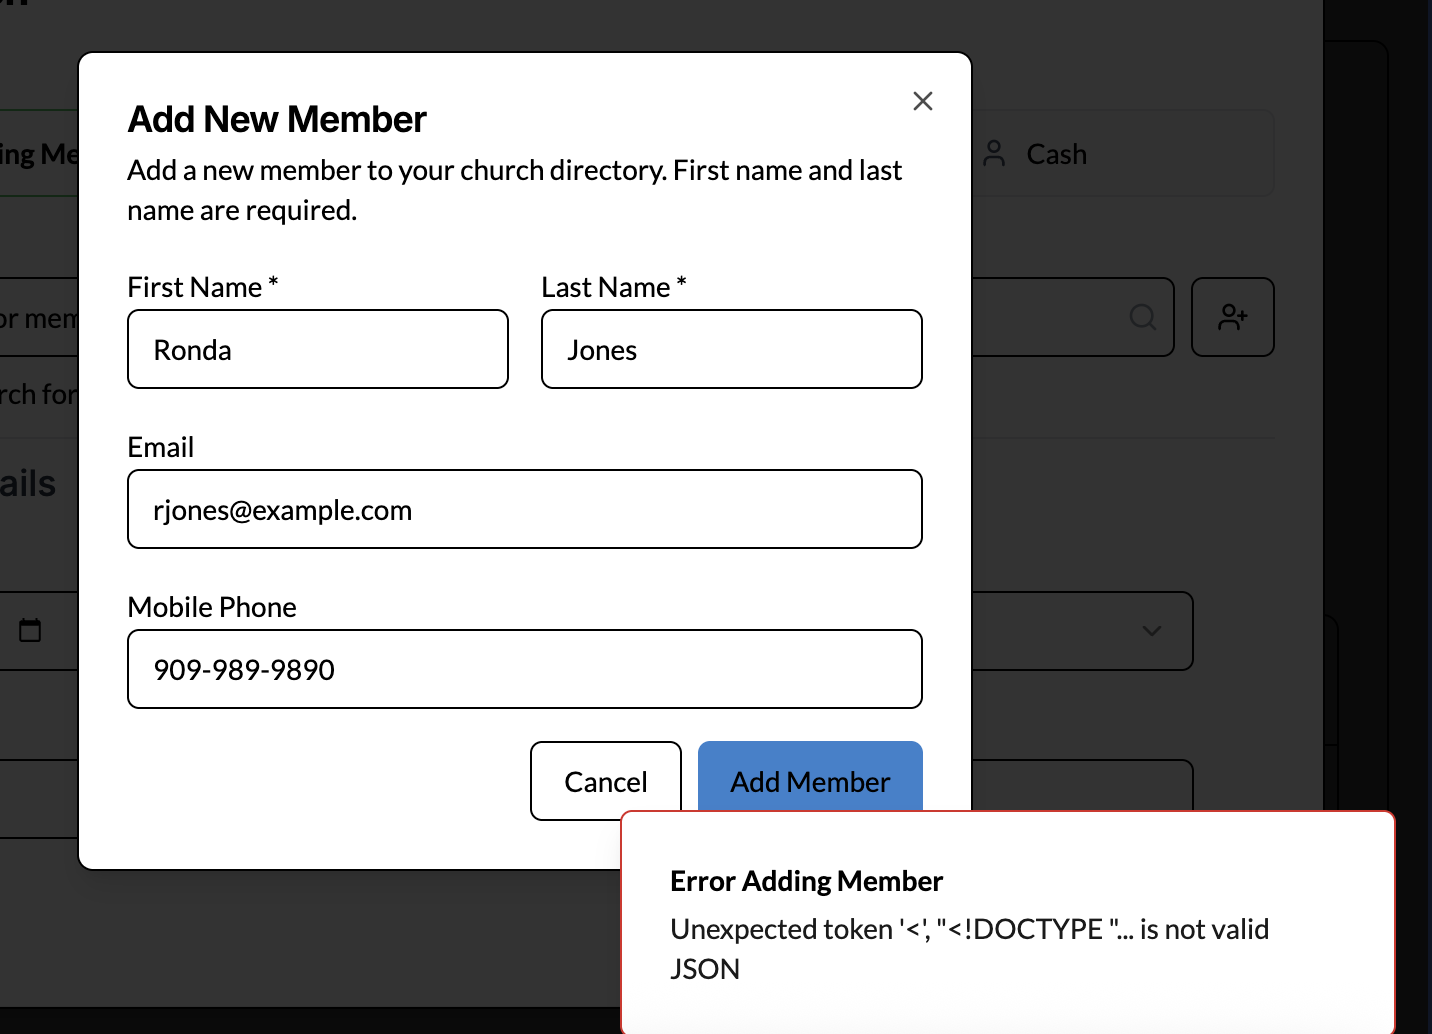 Add New Member
Add a new member to your church directory. First name and last
name are required.
ing Me
Cash
First Name *
Last Name *
Ronda
Jones
or mem
rch for
Email
ails
rjones@example.com
Mobile Phone
909-989-9890
Cancel
Add Member
Error Adding Member
Unexpected token '<', "<!DOCTYPE "... is not valid
JSON